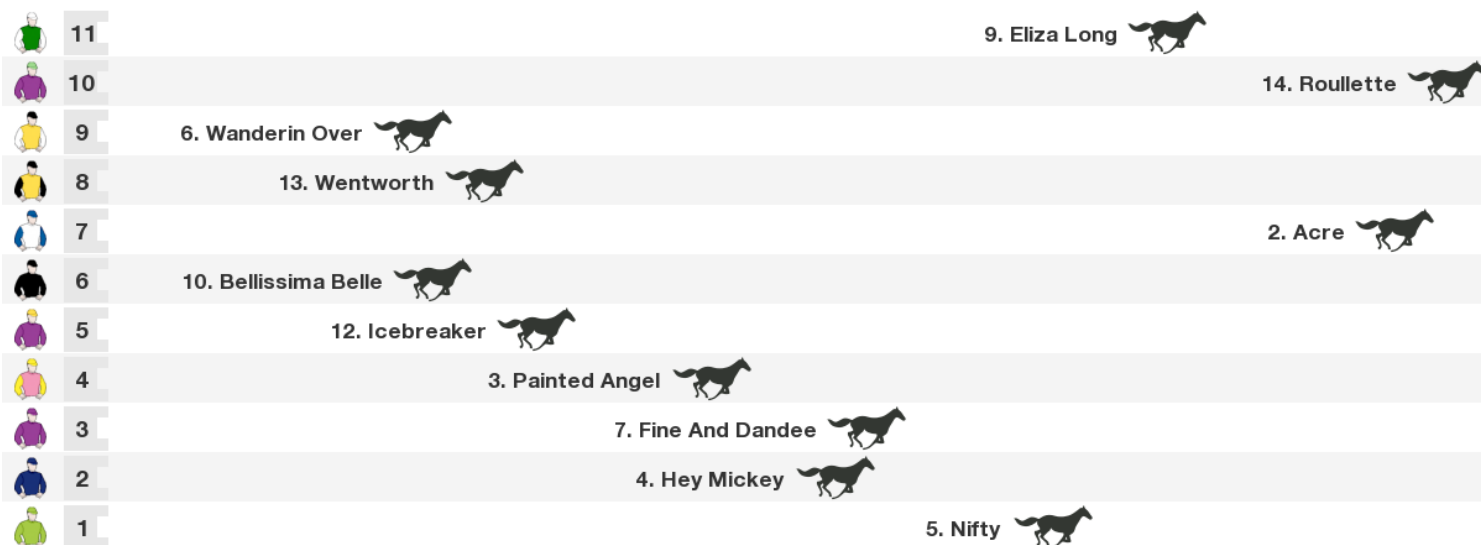 11 9. Eliza Long
10 14. Roullette
9 6. Wanderin Over
8 13. Wentworth
7 2. Acre
6 10. Bellissima Belle
5 12. Icebreaker
4 3. Painted Angel
3 7. Fine And Dandee
2 4. Hey Mickey
1 5. Nifty